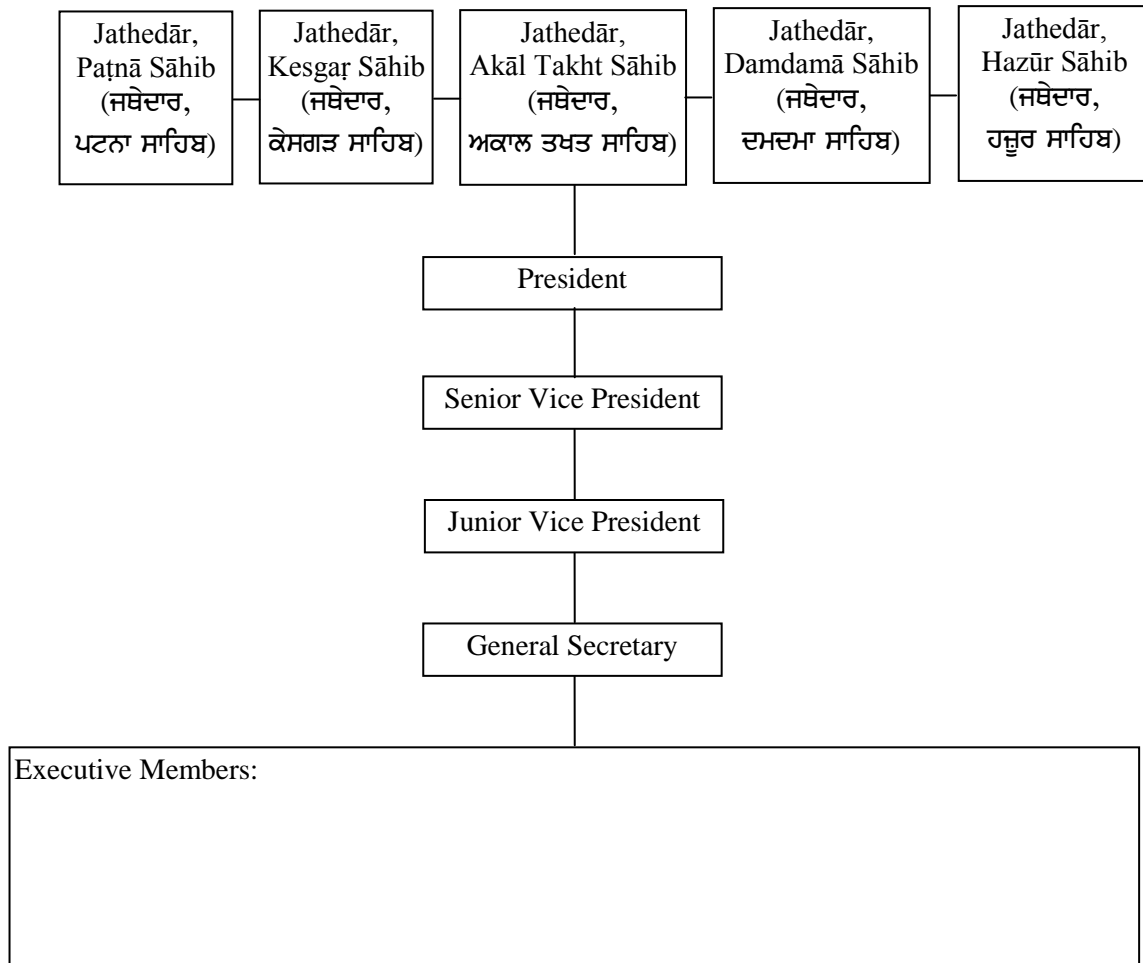 Jathedār,
Paṭnā Sāhib
(ਜਥੇਦਾਰ,
ਪਟਨਾ ਸਾਹਿਬ)
Jathedār,
Kesgaṛ Sāhib
(ਜਥੇਦਾਰ,
ਕੇਸਗੜ ਸਾਹਿਬ)
Jathedār,
Akāl Takht Sāhib
(ਜਥੇਦਾਰ,
ਅਕਾਲ ਤਖਤ ਸਾਹਿਬ)
Jathedār,
Damdamā Sāhib
(ਜਥੇਦਾਰ,
ਦਮਦਮਾ ਸਾਹਿਬ)
Jathedār,
Hazūr Sāhib
(ਜਥੇਦਾਰ,
ਹਜ਼ੂਰ ਸਾਹਿਬ)
President
Senior Vice President
Junior Vice President
General Secretary
Executive Members: